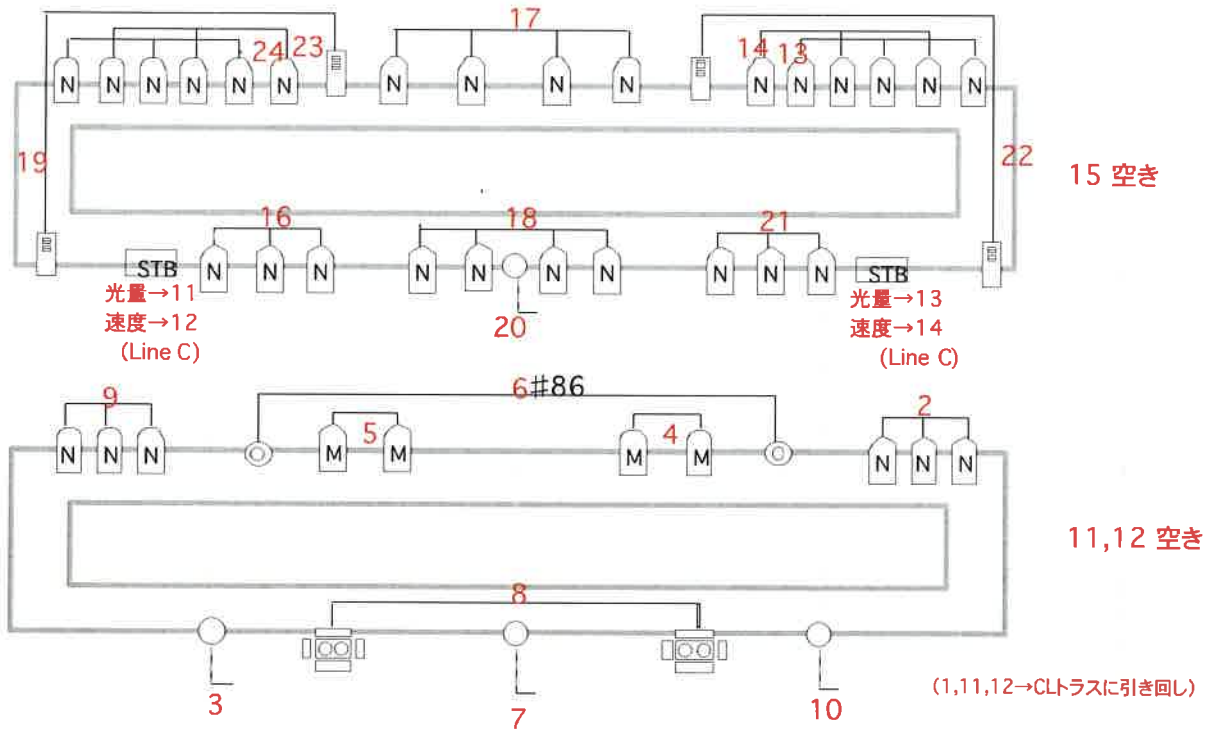 17
24 23
14 13
N N N N N N
N N N N
N N N N N N
19
22
15 空き
16
18
21
STB
N N N
N N N N
N N N
STB
光量→11
速度→12
(Line C)
20
光量→13
速度→14
(Line C)
6 #86
9
2
5
4
N N N
M M
M M
N N N
11,12 空き
8
3
7
10
(1,11,12→CLトラスに引き回し)